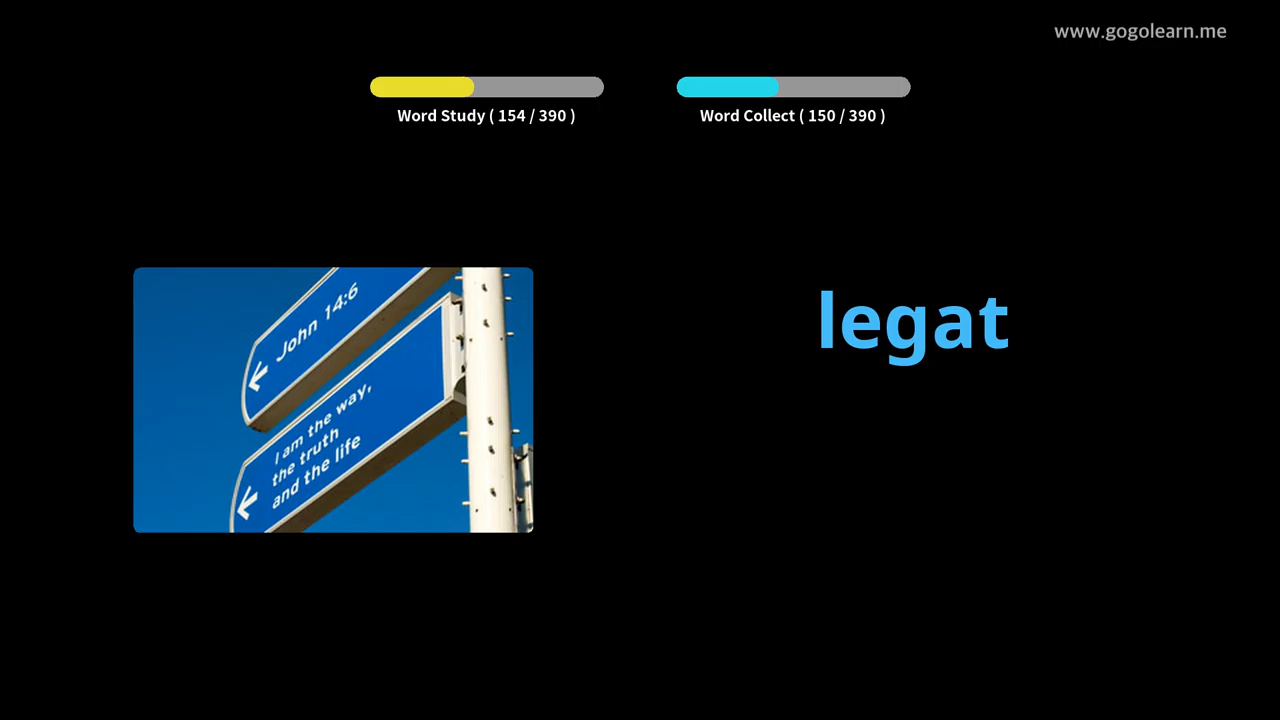 www.gogolearn.me
Word Study ( 154 / 390 )
Word Collect ( 150 / 390 )
John 14:6
I am the way,
the truth
and the life
legat